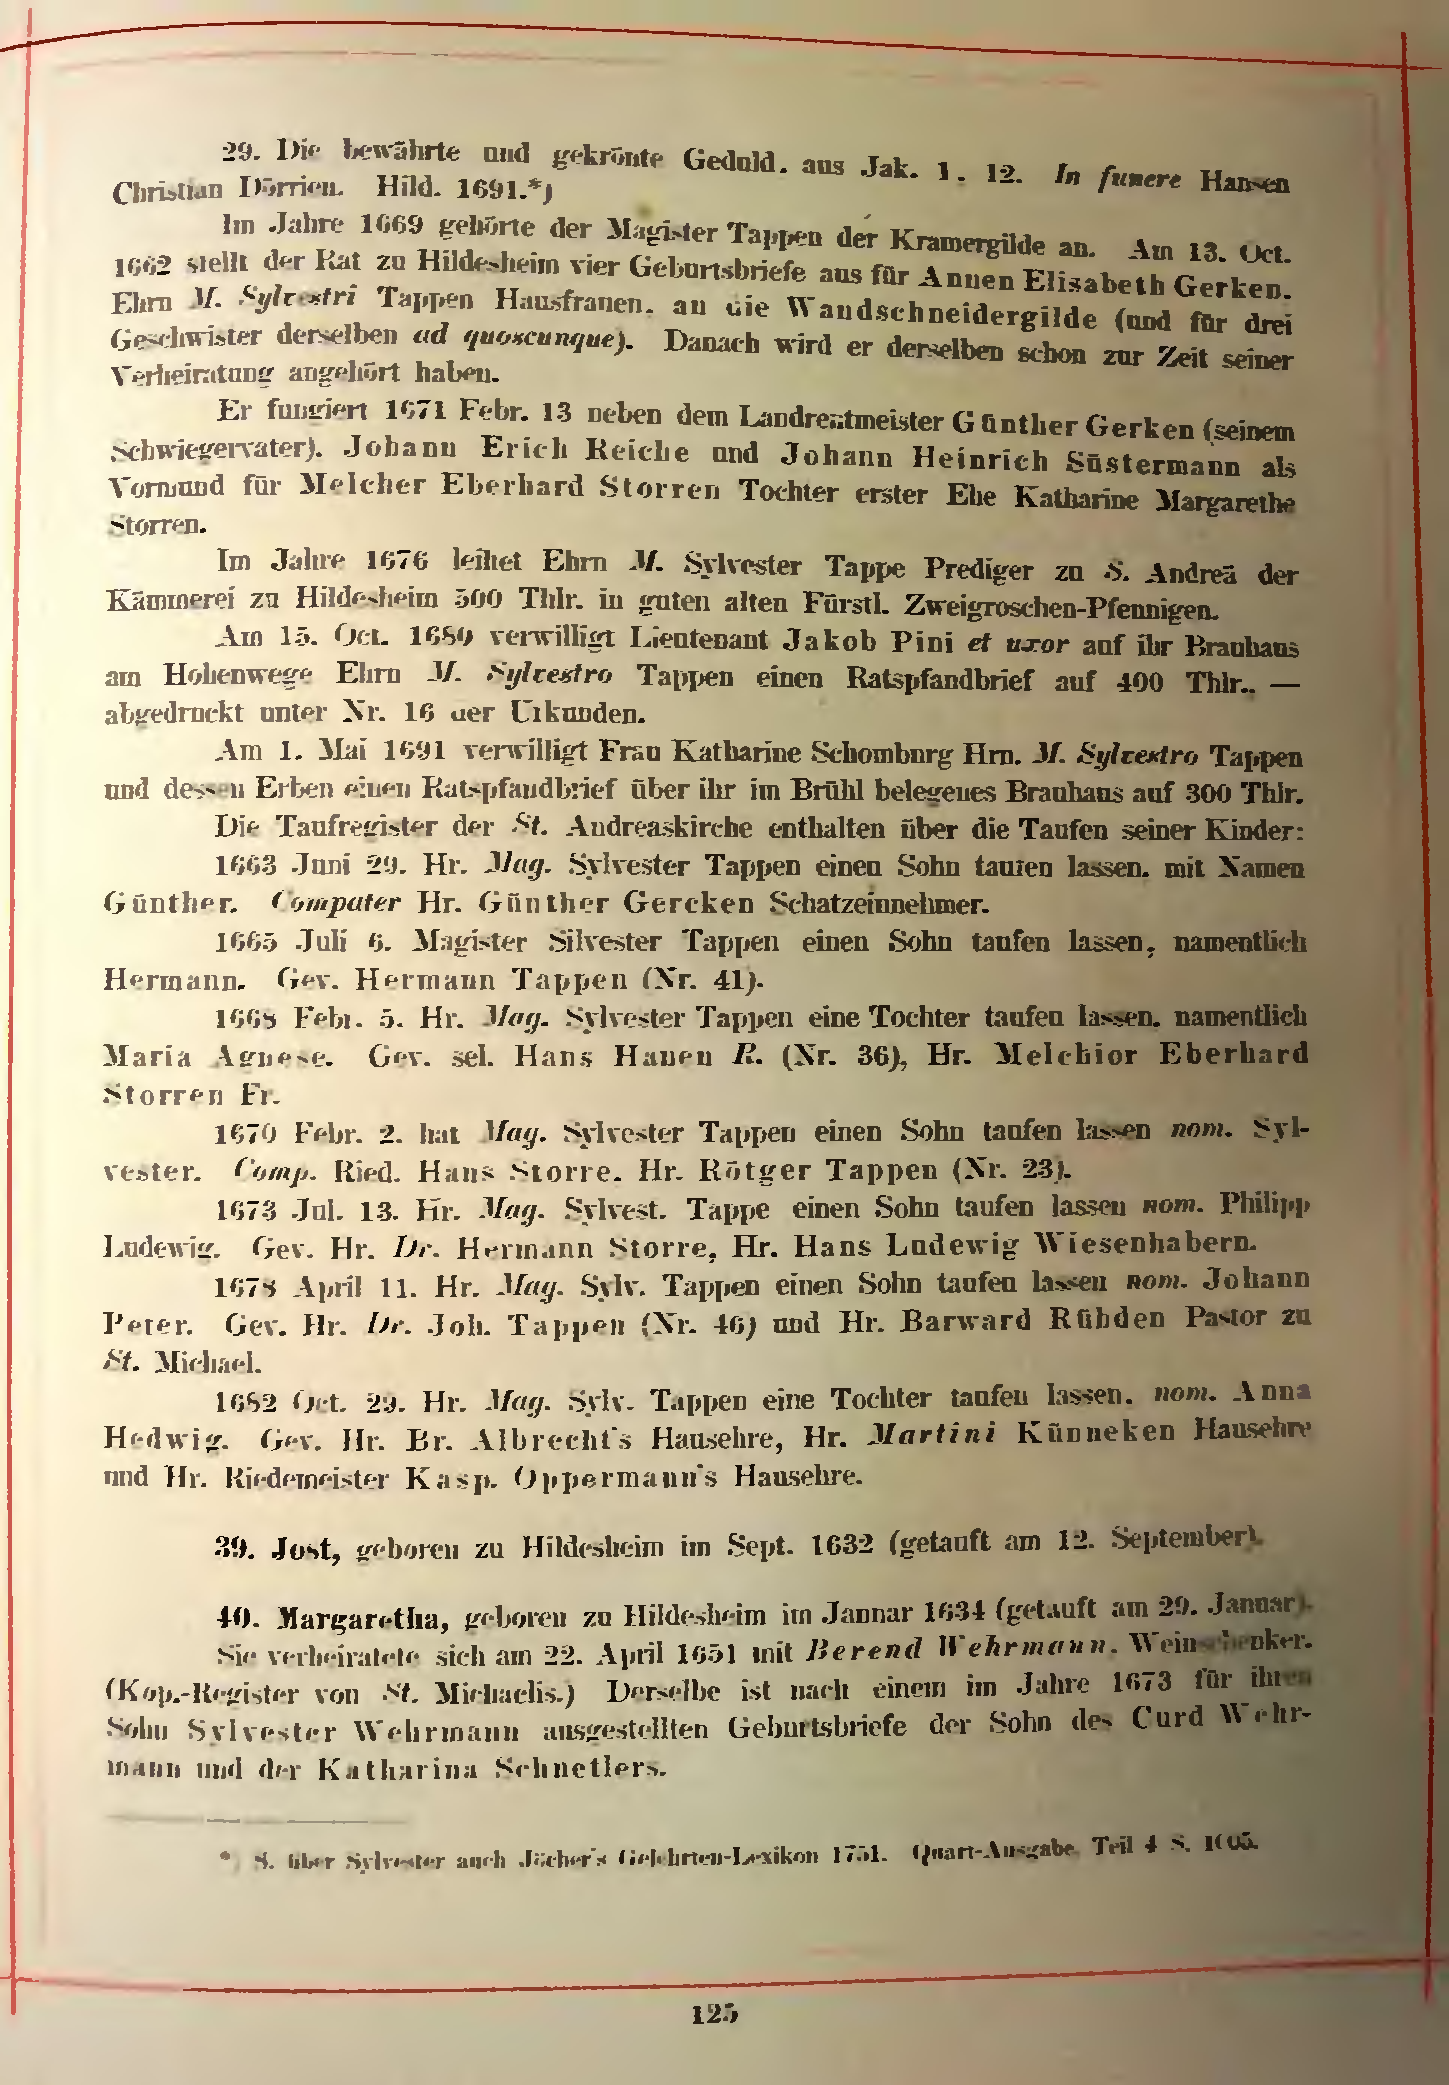 29. Die bewährte und gekrönte Geduld. aus Jak. 1. 12. In funere Hansen
Christian Dörrien. Hild. 1691.*)
Im Jahre 1669 gehörte der Magister Tappen der Kramergilde an. Am 13. Oct.
1662 stellt der Rat zu Hildesheim vier Geburtsbriefe aus für Annen Elisabeth Gerken.
Ehrn M. Sylvestri Tappen Hausfrauen. an die Wandschneidergilde (und für drei
Geschwister derselben ad quoscunque). Danach wird er derselben schon zur Zeit seiner
Verheiratung angehört haben.
Er fungiert 1671 Febr. 13 neben dem Landrentmeister Günther Gerken (seinem
Schwiegervater). Johann Erich Reiche und Johann Heinrich Süstermann als
Vormund für Melcher Eberhard Storren Tochter erster Ehe Katharine Margarethe
Storren.
Im Jahre 1676 leihet Ehrn M. Sylvester Tappe Prediger zu S. Andreä der
Kämmerei zu Hildesheim 500 Thlr. in guten alten Fürstl. Zweigroschen-Pfennigen.
Am 15. Oct. 1689 verwilligt Lieutenant Jakob Pini et uxor auf ihr Brauhaus
am Hohenwege Ehrn M. Sylvestro Tappen einen Ratspfandbrief auf 400 Thlr.. —
abgedruckt unter Nr. 16 der Urkunden.
Am 1. Mai 1691 verwilligt Frau Katharine Schomburg Hrn. M. Sylvestro Tappen
und dessen Erben einen Ratspfandbrief über ihr im Brühl belegenes Brauhaus auf 300 Thlr.
Die Taufregister der St. Andreaskirche enthalten über die Taufen seiner Kinder:
1663 Juni 29. Hr. Mag. Sylvester Tappen einen Sohn taufen lassen. mit Namen
Günther. Compater Hr. Günther Gercken Schatzeinnehmer.
1665 Juli 6. Magister Silvester Tappen einen Sohn taufen lassen, namentlich
Hermann. Gev. Hermann Tappen (Nr. 41).
1668 Febr. 5. Hr. Mag. Sylvester Tappen eine Tochter taufen lassen. namentlich
Maria Agnese. Gev. sel. Hans Hauen R. (Nr. 36), Hr. Melchior Eberhard
Storren Fr.
1670 Febr. 2. hat Mag. Sylvester Tappen einen Sohn taufen lassen nom. Syl-
vester. Comp. Ried. Hans Storre. Hr. Rötger Tappen (Nr. 23).
1673 Jul. 13. Hr. Mag. Sylvest. Tappe einen Sohn taufen lassen nom. Philipp
Ludewig. Gev. Hr. Dr. Hermann Storre, Hr. Hans Ludewig Wiesenhabern.
1678 April 11. Hr. Mag. Sylv. Tappen einen Sohn taufen lassen nom. Johann
Peter. Gev. Hr. Dr. Joh. Tappen (Nr. 46) und Hr. Barward Rühden Pastor zu
St. Michael.
1682 Oct. 29. Hr. Mag. Sylv. Tappen eine Tochter taufen lassen. nom. Anna
Hedwig. Gev. Hr. Br. Albrecht's Hausehre, Hr. Martini Künneken Hausehre
und Hr. Riedemeister Kasp. Oppermann's Hausehre.
39. Jost, geboren zu Hildesheim im Sept. 1632 (getauft am 12. September).
40. Margaretha, geboren zu Hildesheim im Januar 1634 (getauft am 29. Januar).
Sie verheiratete sich am 22. April 1651 mit Berend Wehrmann. Weinschenker.
(Kop.-Register von St. Michaelis.) Derselbe ist nach einem im Jahre 1673 für ihren
Sohn Sylvester Wehrmann ausgestellten Geburtsbriefe der Sohn des Curd Wehr-
mann und der Katharina Schnetlers.
*) S. über Sylvester auch Jöcher's Gelehrten-Lexikon 1751. Quart-Ausgabe. Teil 4 S.
125